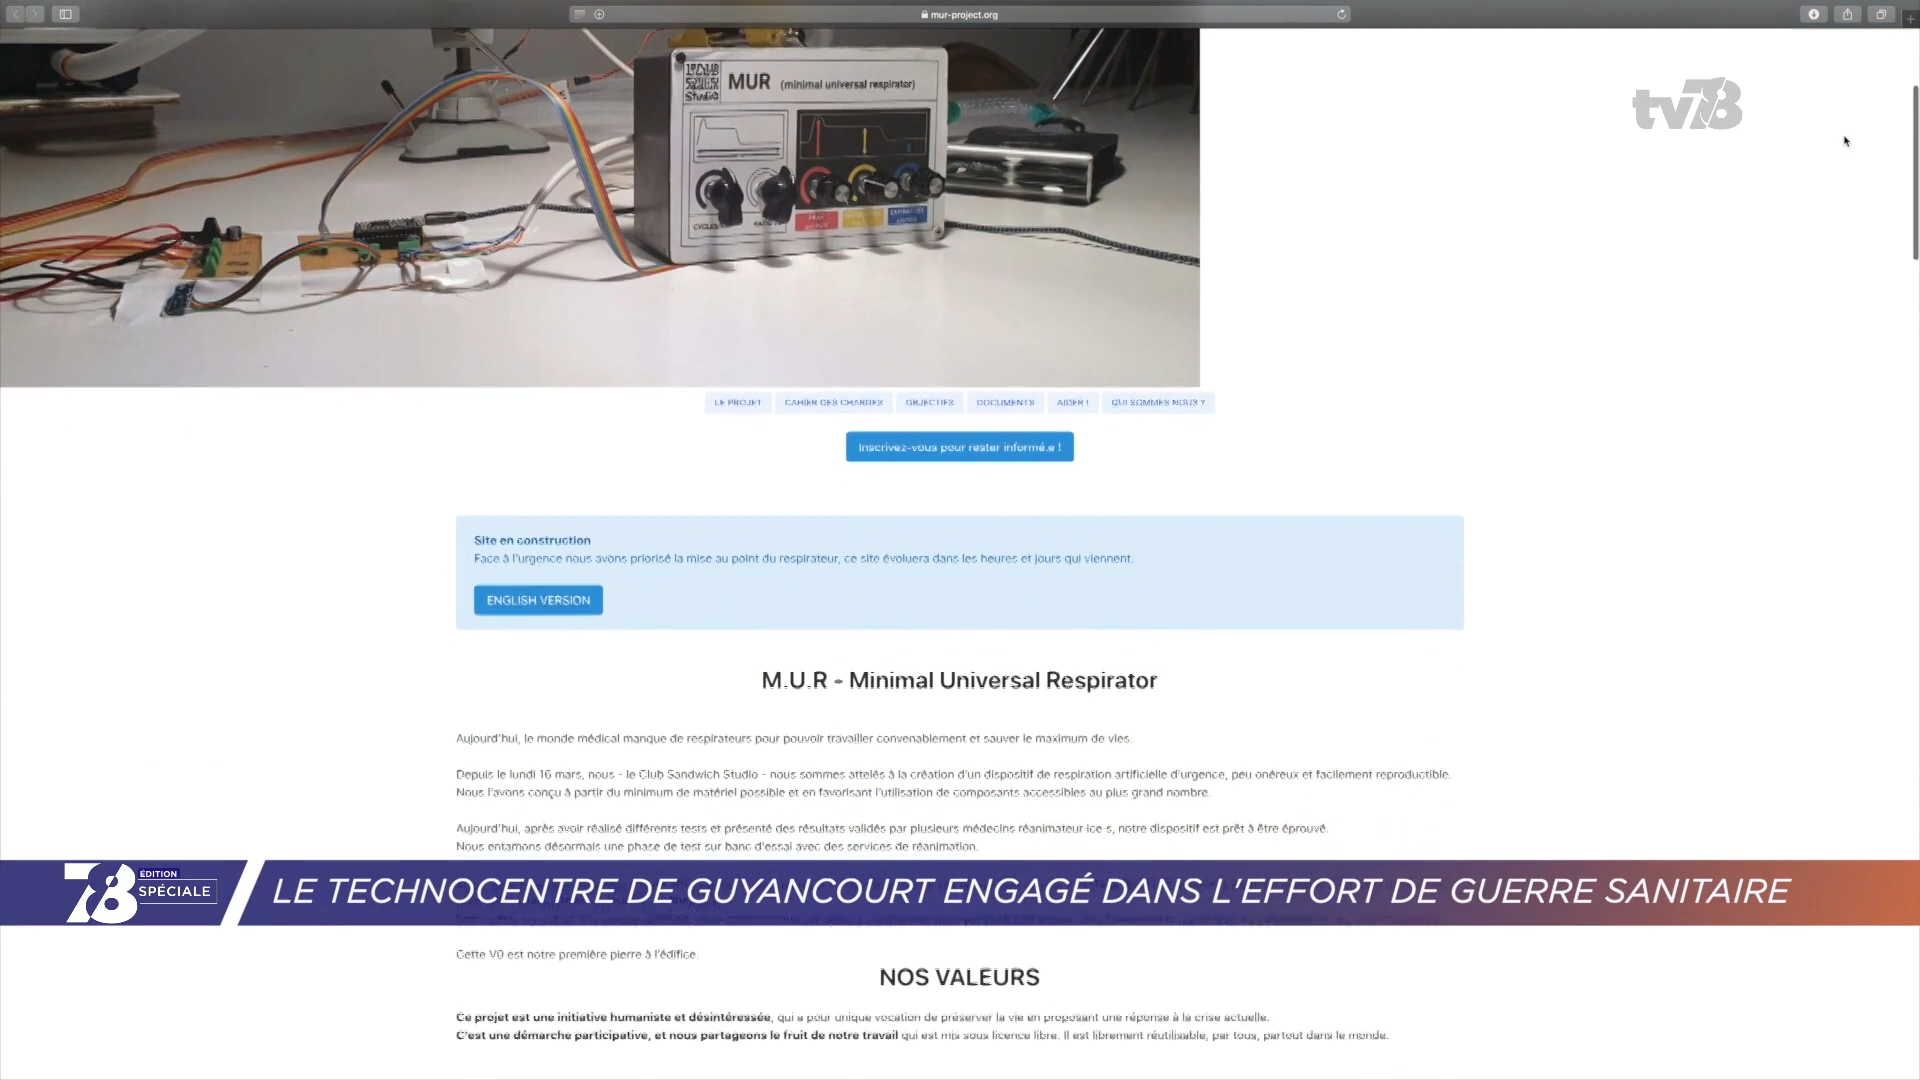 mur-project.org
MUR (minimal universal respirator)
tv78
LE PROJET CAHIER DES CHARGES OBJECTIFS DOCUMENTS AIDER ! QUI SOMMES NOUS ?
Inscrivez-vous pour rester informé.e !
Site en construction
Face à l'urgence nous avons priorisé la mise au point du respirateur, ce site évoluera dans les heures et jours qui viennent.
ENGLISH VERSION
M.U.R - Minimal Universal Respirator
Aujourd'hui, le monde médical manque de respirateurs pour pouvoir travailler convenablement et sauver le maximum de vies.
Depuis le lundi 16 mars, nous - le Club Sandwich Studio - nous sommes attelés à la création d'un dispositif de respiration artificielle d'urgence, peu onéreux et facilement reproductible.
Nous l'avons conçu à partir du minimum de matériel possible et en favorisant l'utilisation de composants accessibles au plus grand nombre.
Aujourd'hui, après avoir réalisé différents tests et présenté des résultats validés par plusieurs médecins réanimateur·ice·s, notre dispositif est prêt à être éprouvé.
Nous entamons désormais une phase de test sur banc d'essai avec des services de réanimation.
78 ÉDITION SPÉCIALE
LE TECHNOCENTRE DE GUYANCOURT ENGAGÉ DANS L'EFFORT DE GUERRE SANITAIRE
Cette V0 est notre première pierre à l'édifice.
NOS VALEURS
Ce projet est une initiative humaniste et désintéressée, qui a pour unique vocation de préserver la vie en proposant une réponse à la crise actuelle.
C'est une démarche participative, et nous partageons le fruit de notre travail qui est mis sous licence libre. Il est librement réutilisable, par tous, partout dans le monde.